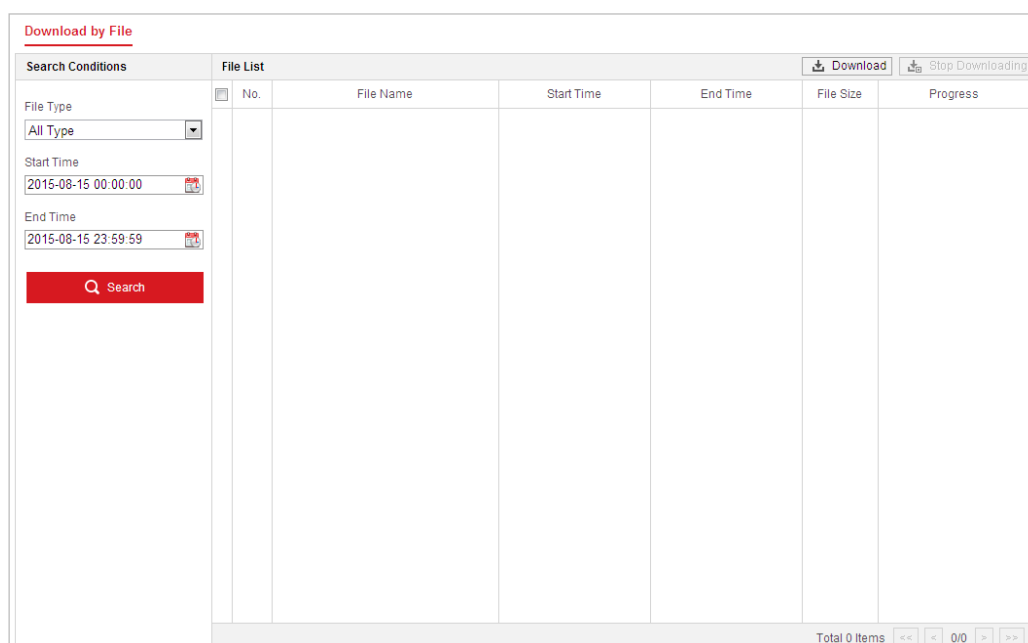 Download by File
Search Conditions
File List
Download
Stop Downloading
No.
File Name
Start Time
End Time
File Size
Progress
File Type
All Type
Start Time
2015-08-15 00:00:00
End Time
2015-08-15 23:59:59
Search
Total 0 Items << < 0/0 > >>